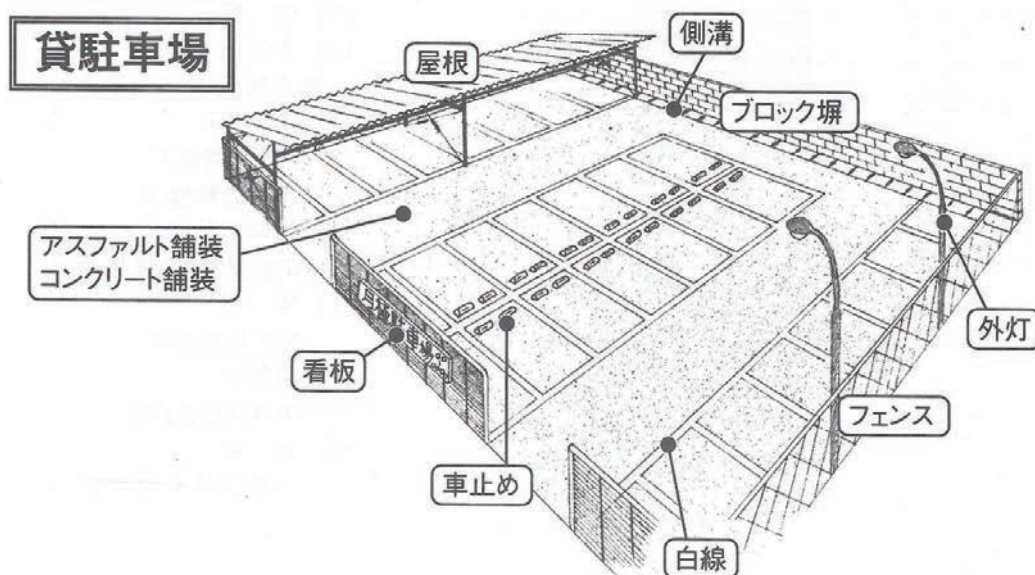 貸駐車場
屋根
側溝
ブロック塀
アスファルト舗装
コンクリート舗装
看板
車止め
外灯
フェンス
白線